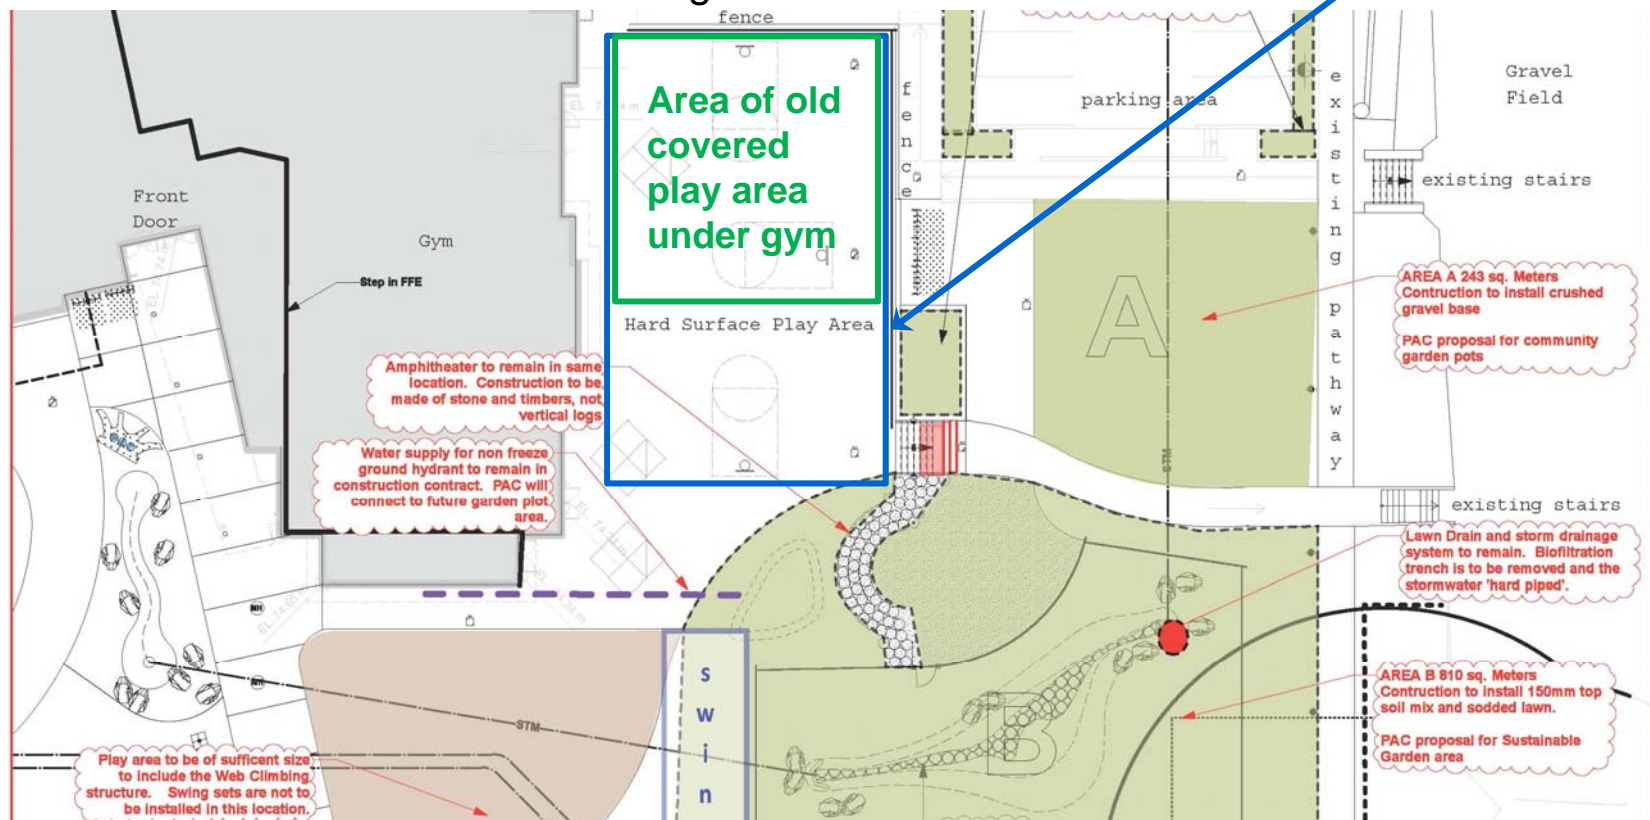 g
fence
Area of old
covered
play area
under gym
fence
parking area
existing pathway
Gravel
Field
existing stairs
Front
Door
Gym
Step in FFE
Hard Surface Play Area
A
AREA A 243 sq. Meters
Contruction to install crushed
gravel base
PAC proposal for community
garden pots
Amphitheater to remain in same
location. Construction to be
made of stone and timbers, not
vertical logs
Water supply for non freeze
ground hydrant to remain in
construction contract. PAC will
connect to future garden plot
area.
STM
existing stairs
Lawn Drain and storm drainage
system to remain. Biofiltration
trench is to be removed and the
stormwater 'hard piped'.
MH
MH
swin
STM
B
AREA B 810 sq. Meters
Contruction to install 150mm top
soil mix and sodded lawn.
PAC proposal for Sustainable
Garden area
Play area to be of sufficent size
to include the Web Climbing
structure. Swing sets are not to
be installed in this location.